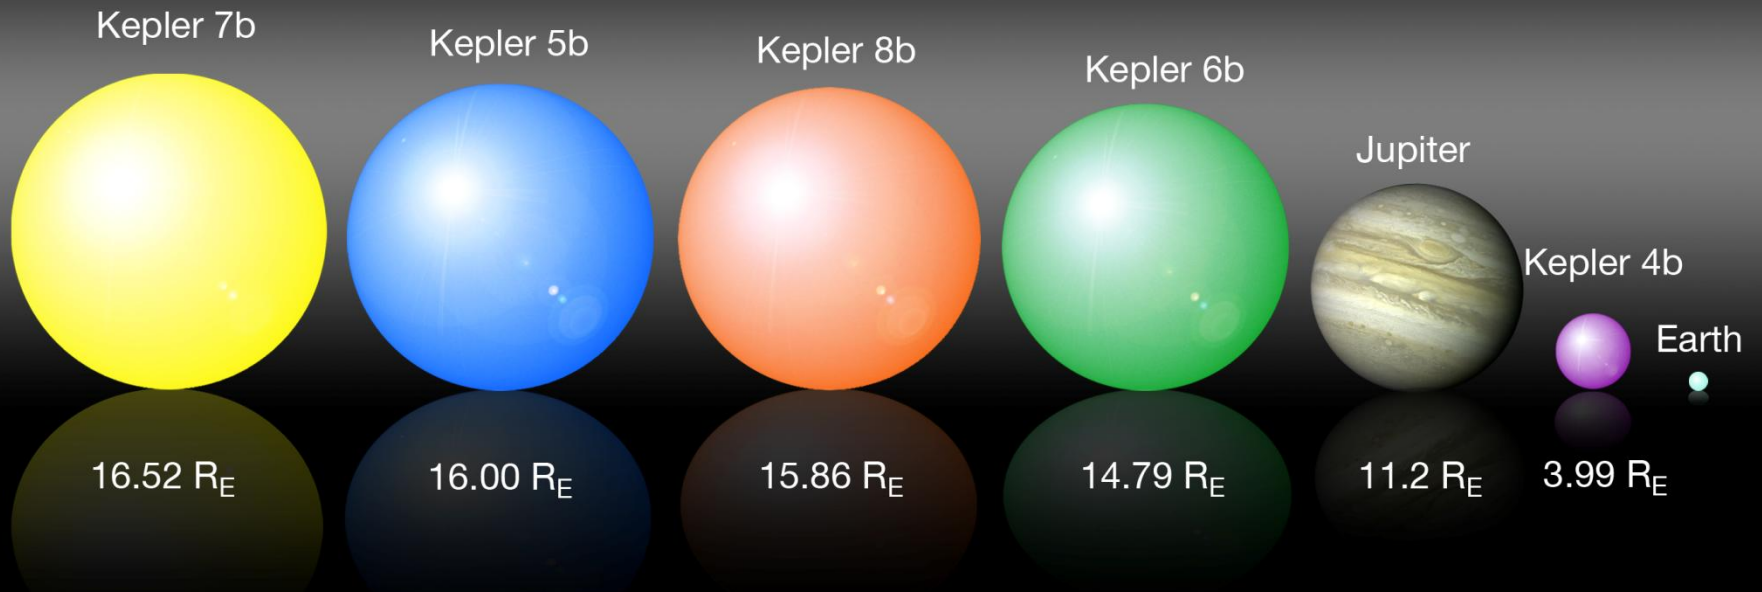 Kepler 7b
Kepler 5b
Kepler 8b
Kepler 6b
Jupiter
Kepler 4b
Earth
16.52 RE
16.00 RE
15.86 RE
14.79 RE
11.2 RE
3.99 RE